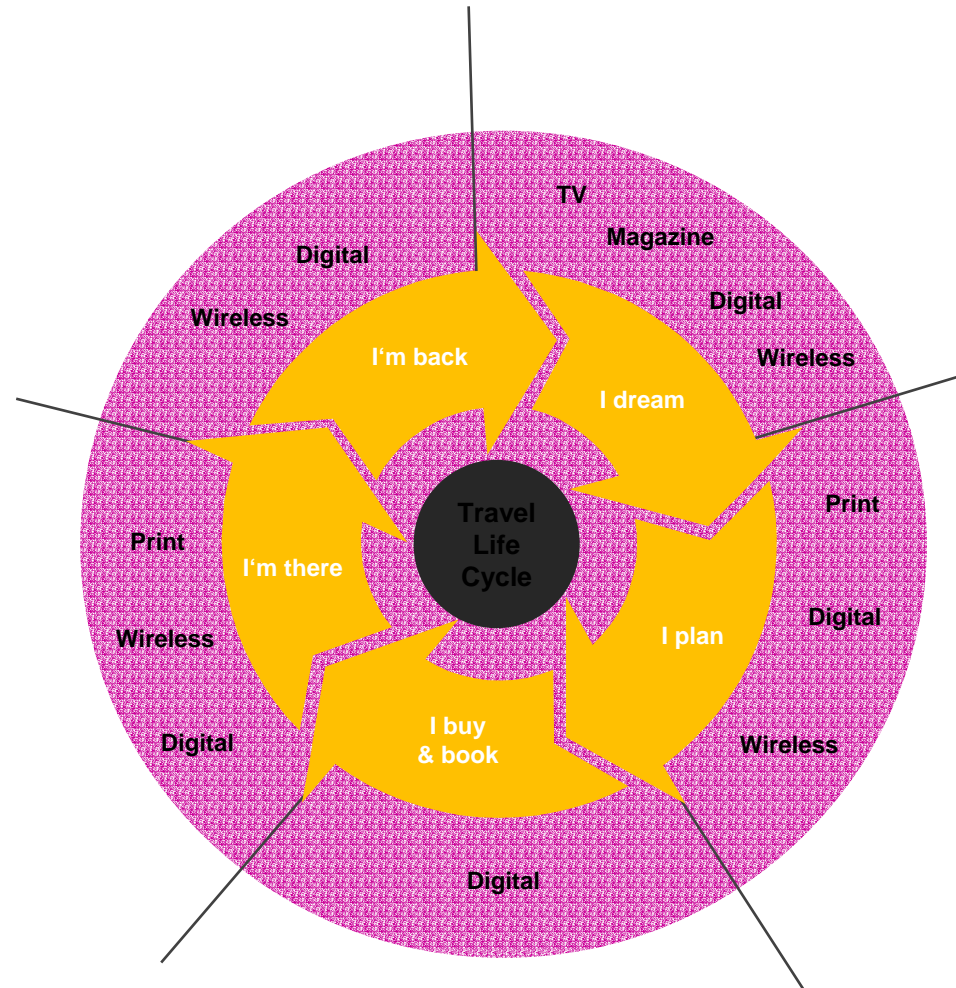 TV
Magazine
Digital
Digital
Wireless
Wireless
I‘m back
I dream
Print
Travel
Life
Cycle
Print
I‘m there
Digital
I plan
Wireless
I buy
& book
Digital
Wireless
Digital